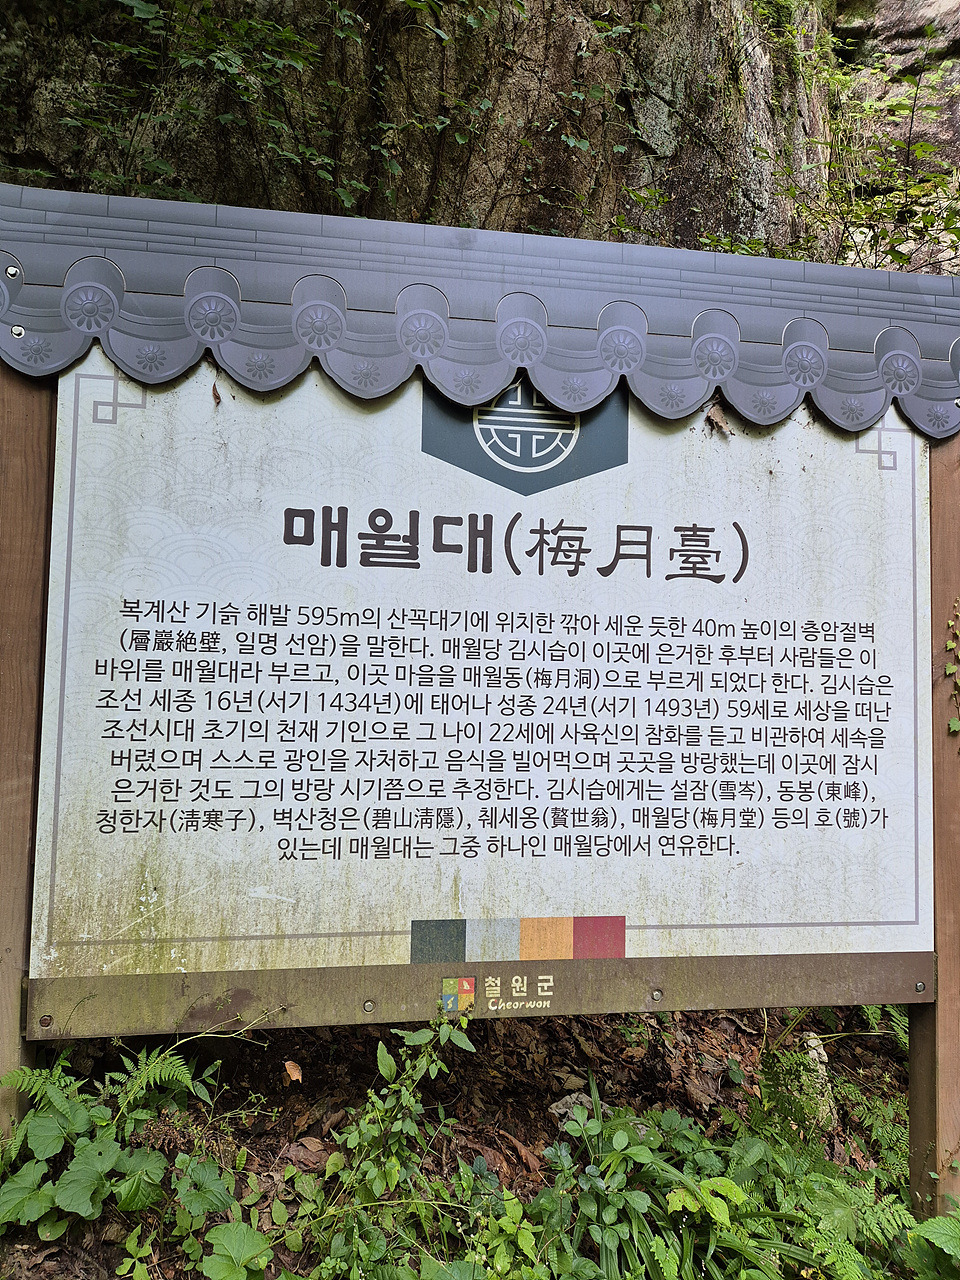 매월대(梅月臺)
복계산 기슭 해발 595m의 산꼭대기에 위치한 깎아 세운 듯한 40m 높이의 층암절벽
(層巖絶壁, 일명 선암)을 말한다. 매월당 김시습이 이곳에 은거한 후부터 사람들은 이
바위를 매월대라 부르고, 이곳 마을을 매월동(梅月洞)으로 부르게 되었다 한다. 김시습은
조선 세종 16년(서기 1434년)에 태어나 성종 24년(서기 1493년) 59세로 세상을 떠난
조선시대 초기의 천재 기인으로 그 나이 22세에 사육신의 참화를 듣고 비관하여 세속을
버렸으며 스스로 광인을 자처하고 음식을 빌어먹으며 곳곳을 방랑했는데 이곳에 잠시
은거한 것도 그의 방랑 시기쯤으로 추정한다. 김시습에게는 설잠(雪岑), 동봉(東峰),
청한자(淸寒子), 벽산청은(碧山淸隱), 췌세옹(贅世翁), 매월당(梅月堂) 등의 호(號)가
있는데 매월대는 그중 하나인 매월당에서 연유한다.
철원군
Cheorwon